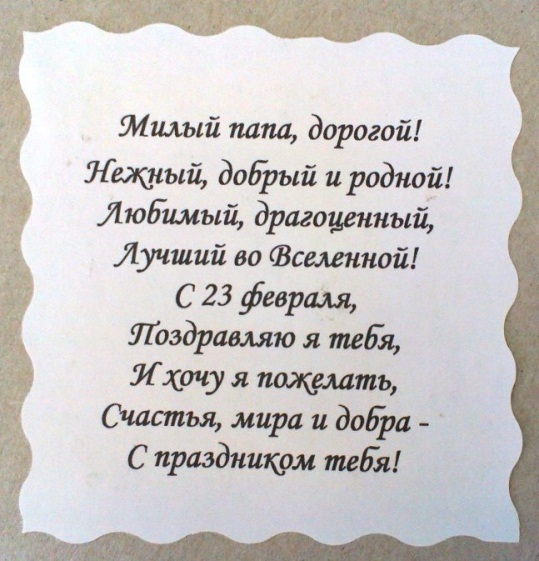 Милый папа, дорогой!
Нежный, добрый и родной!
Любимый, драгоценный,
Лучший во Вселенной!
С 23 февраля,
Поздравляю я тебя,
И хочу я пожелать,
Счастья, мира и добра -
С праздником тебя!